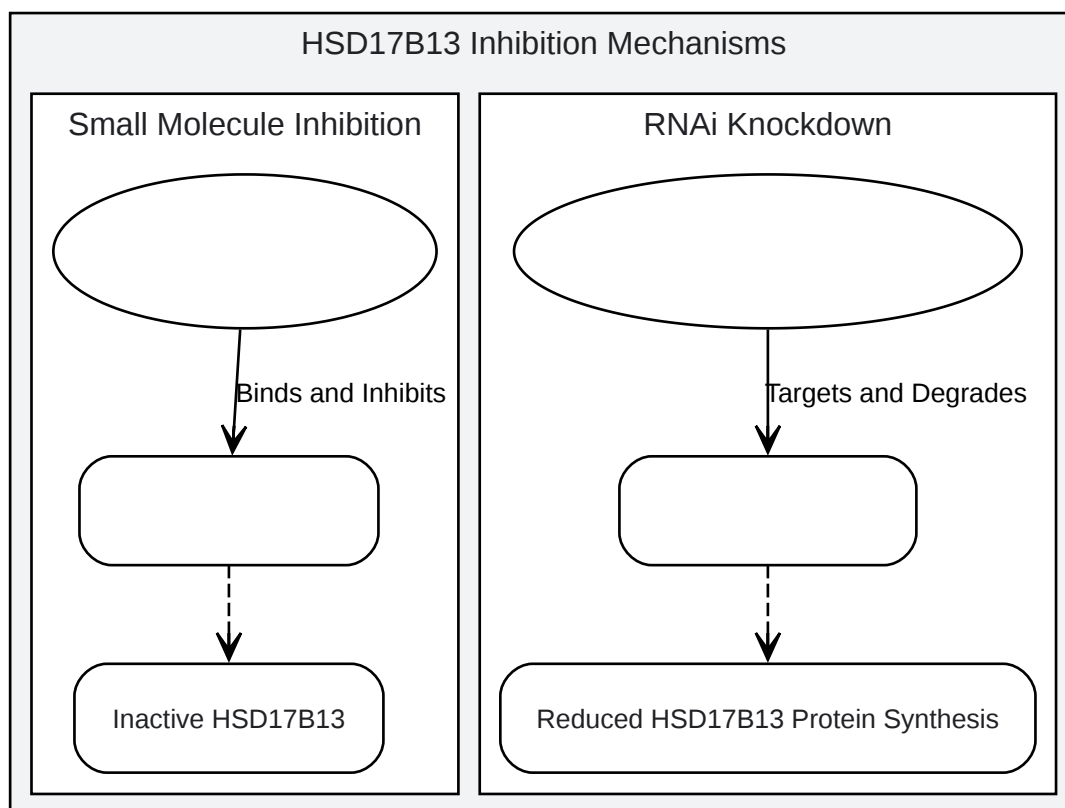 HSD17B13 Inhibition Mechanisms
Small Molecule Inhibition
RNAi Knockdown
Binds and Inhibits
Targets and Degrades
Inactive HSD17B13
Reduced HSD17B13 Protein Synthesis